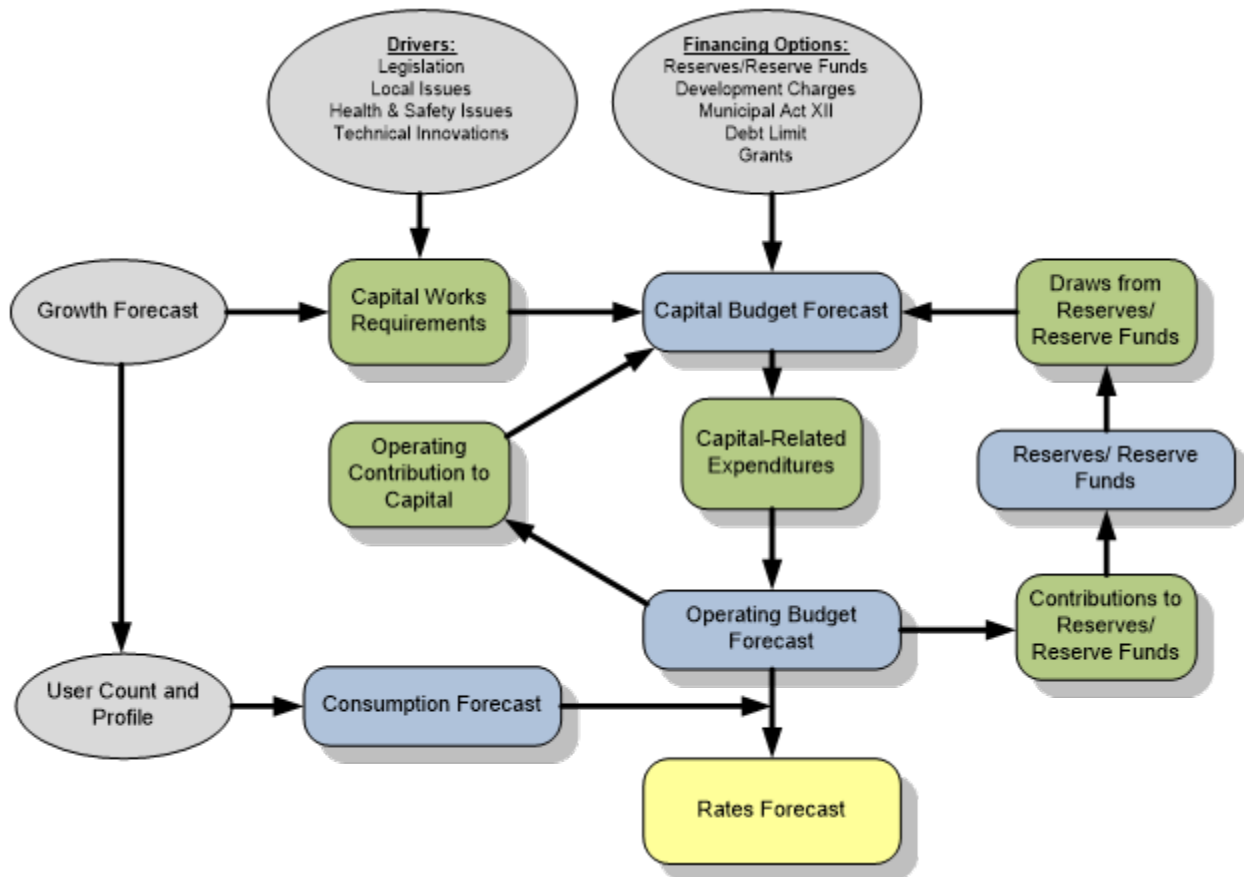 Drivers:
Legislation
Local Issues
Health & Safety Issues
Technical Innovations
Financing Options:
Reserves/Reserve Funds
Development Charges
Municipal Act XII
Debt Limit
Grants
Growth Forecast
Capital Works
Requirements
Capital Budget Forecast
Draws from
Reserves/
Reserve Funds
Operating
Contribution to
Capital
Capital-Related
Expenditures
Reserves/ Reserve
Funds
Operating Budget
Forecast
Contributions to
Reserves/
Reserve Funds
User Count and
Profile
Consumption Forecast
Rates Forecast